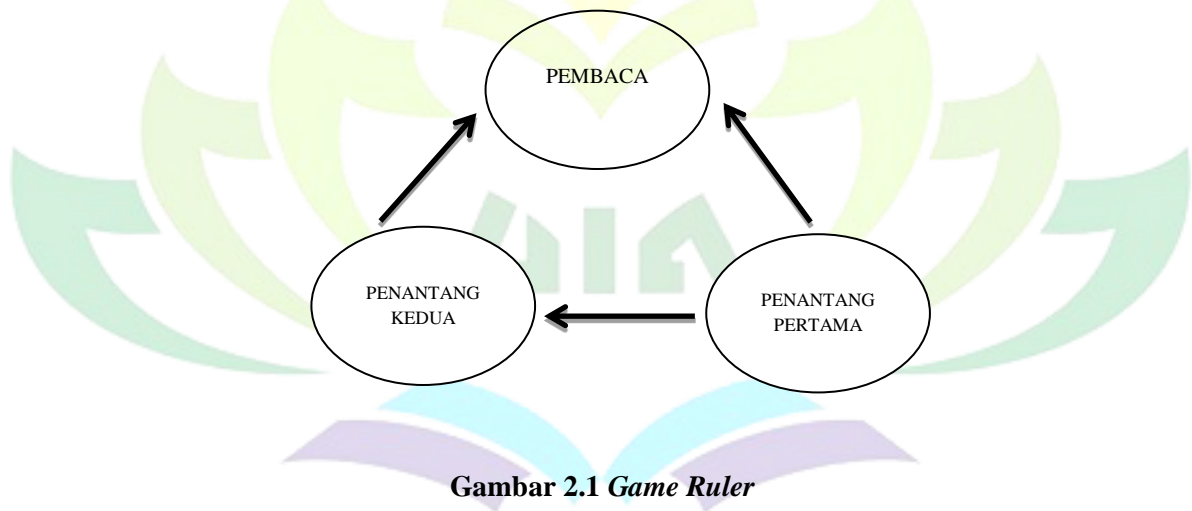 PEMBACA
PENANTANG
KEDUA
PENANTANG
PERTAMA
Gambar 2.1 Game Ruler